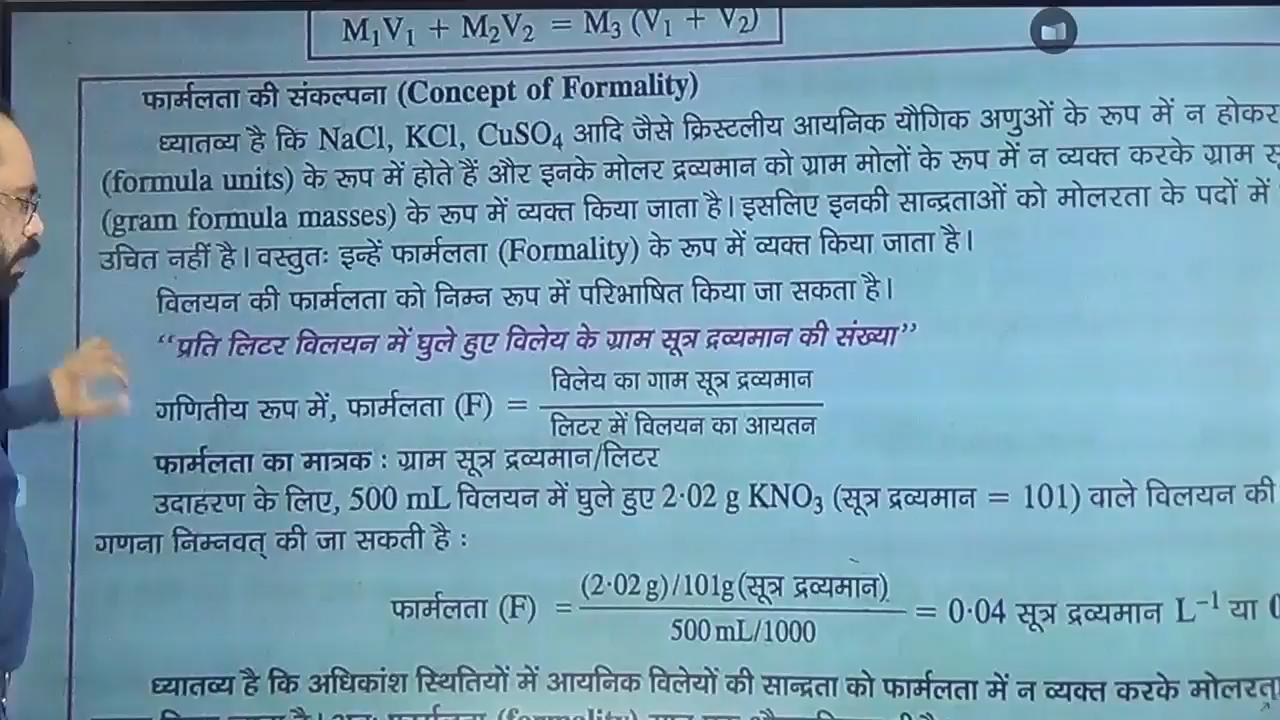 M₁V₁ + M₂V₂ = M₃ (V₁ + V₂)
फार्मलता की संकल्पना (Concept of Formality)
ध्यातव्य है कि NaCl, KCl, CuSO₄ आदि जैसे क्रिस्टलीय आयनिक यौगिक अणुओं के रूप में न होकर
(formula units) के रूप में होते हैं और इनके मोलर द्रव्यमान को ग्राम मोलों के रूप में न व्यक्त करके ग्राम
(gram formula masses) के रूप में व्यक्त किया जाता है। इसलिए इनकी सान्द्रताओं को मोलरता के पदों में
उचित नहीं है। वस्तुतः इन्हें फार्मलता (Formality) के रूप में व्यक्त किया जाता है।
विलयन की फार्मलता को निम्न रूप में परिभाषित किया जा सकता है।
“प्रति लिटर विलयन में घुले हुए विलेय के ग्राम सूत्र द्रव्यमान की संख्या”
विलेय का गाम सूत्र द्रव्यमान
गणितीय रूप में, फार्मलता (F) =
लिटर में विलयन का आयतन
फार्मलता का मात्रक : ग्राम सूत्र द्रव्यमान/लिटर
उदाहरण के लिए, 500 mL विलयन में घुले हुए 2·02 g KNO₃ (सूत्र द्रव्यमान = 101) वाले विलयन की
गणना निम्नवत् की जा सकती है :
(2·02 g)/101g (सूत्र द्रव्यमान)
फार्मलता (F) = = 0·04 सूत्र द्रव्यमान L⁻¹ या
500 mL/1000
ध्यातव्य है कि अधिकांश स्थितियों में आयनिक विलेयों की सान्द्रता को फार्मलता में न व्यक्त करके
(formality)